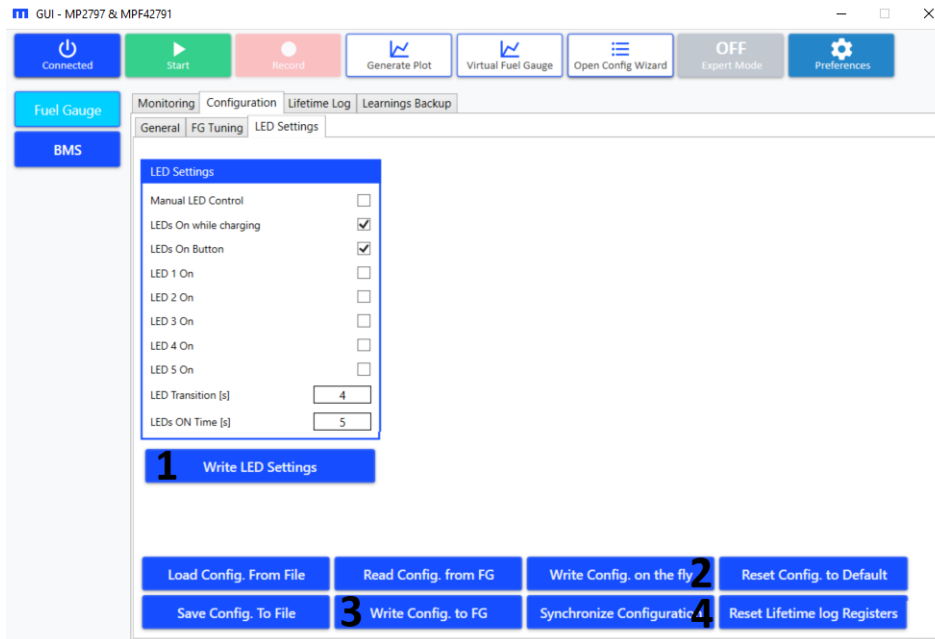 GUI - MP2797 & MPF42791
Connected
Start
Record
Generate Plot
Virtual Fuel Gauge
Open Config Wizard
OFF
Expert Mode
Preferences
Fuel Gauge
BMS
Monitoring Configuration Lifetime Log Learnings Backup
General FG Tuning LED Settings
LED Settings
Manual LED Control
LEDs On while charging
LEDs On Button
LED 1 On
LED 2 On
LED 3 On
LED 4 On
LED 5 On
LED Transition [s] 4
LEDs ON Time [s] 5
1 Write LED Settings
Load Config. From File Read Config. from FG Write Config. on the fly 2 Reset Config. to Default
Save Config. To File 3 Write Config. to FG Synchronize Configuration 4 Reset Lifetime log Registers